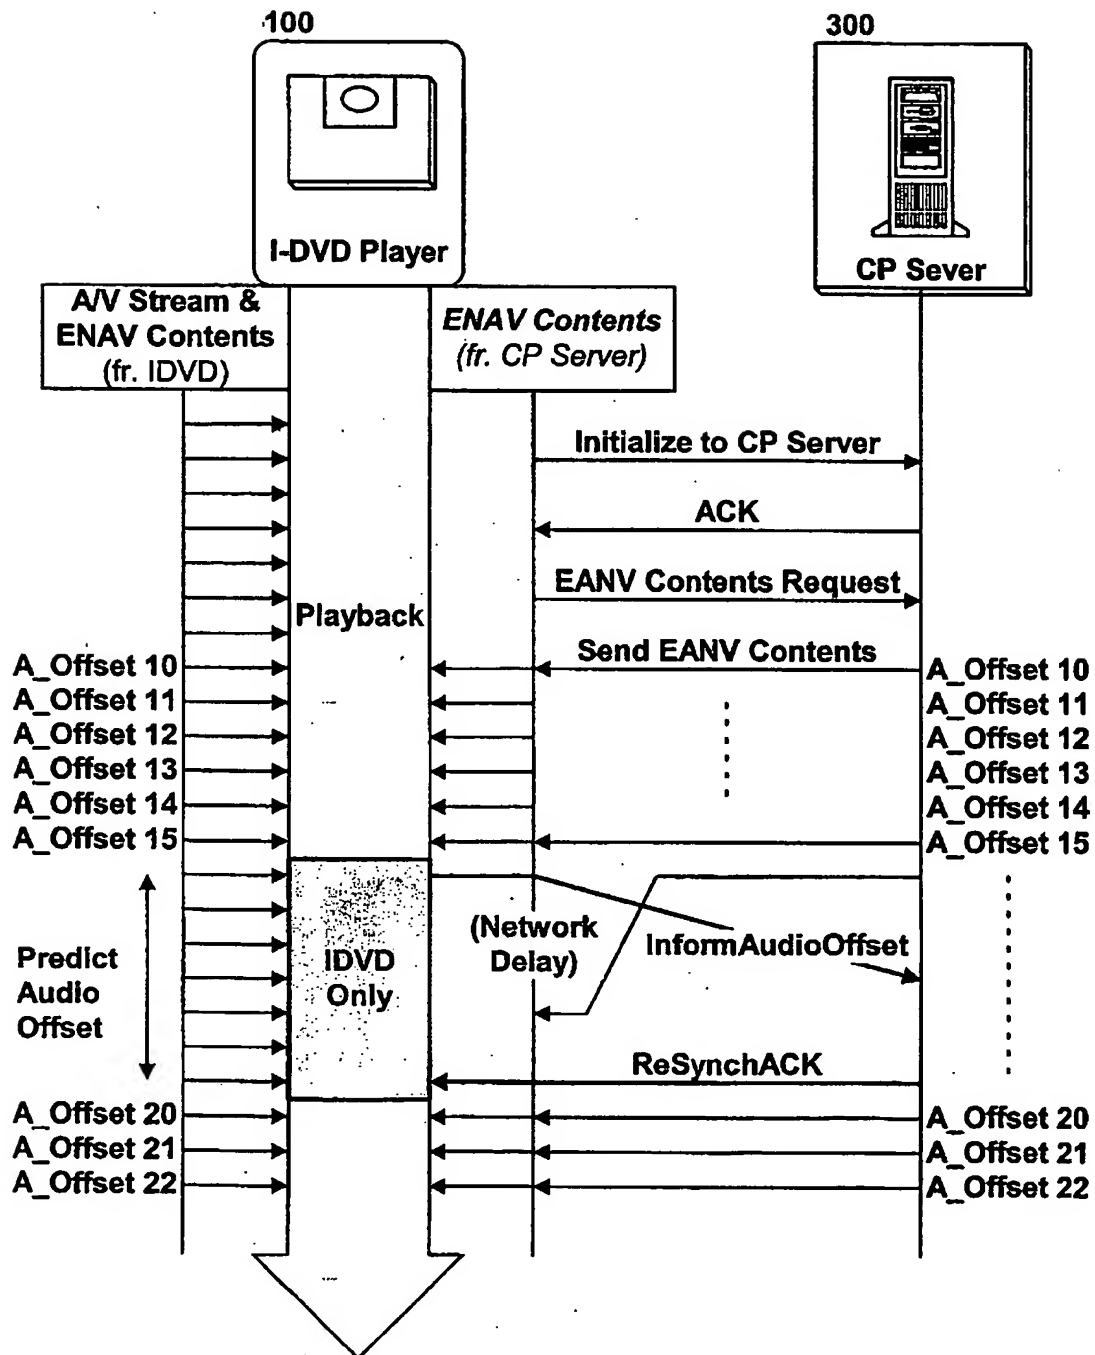 100
300
I-DVD Player
CP Sever
A/V Stream &
ENAV Contents
(fr. IDVD)
ENAV Contents
(fr. CP Server)
Initialize to CP Server
ACK
EANV Contents Request
Playback
Send EANV Contents
A_Offset 10
A_Offset 11
A_Offset 12
A_Offset 13
A_Offset 14
A_Offset 15
A_Offset 10
A_Offset 11
A_Offset 12
A_Offset 13
A_Offset 14
A_Offset 15
Predict
Audio
Offset
IDVD
Only
(Network
Delay)
InformAudioOffset
ReSynchACK
A_Offset 20
A_Offset 21
A_Offset 22
A_Offset 20
A_Offset 21
A_Offset 22